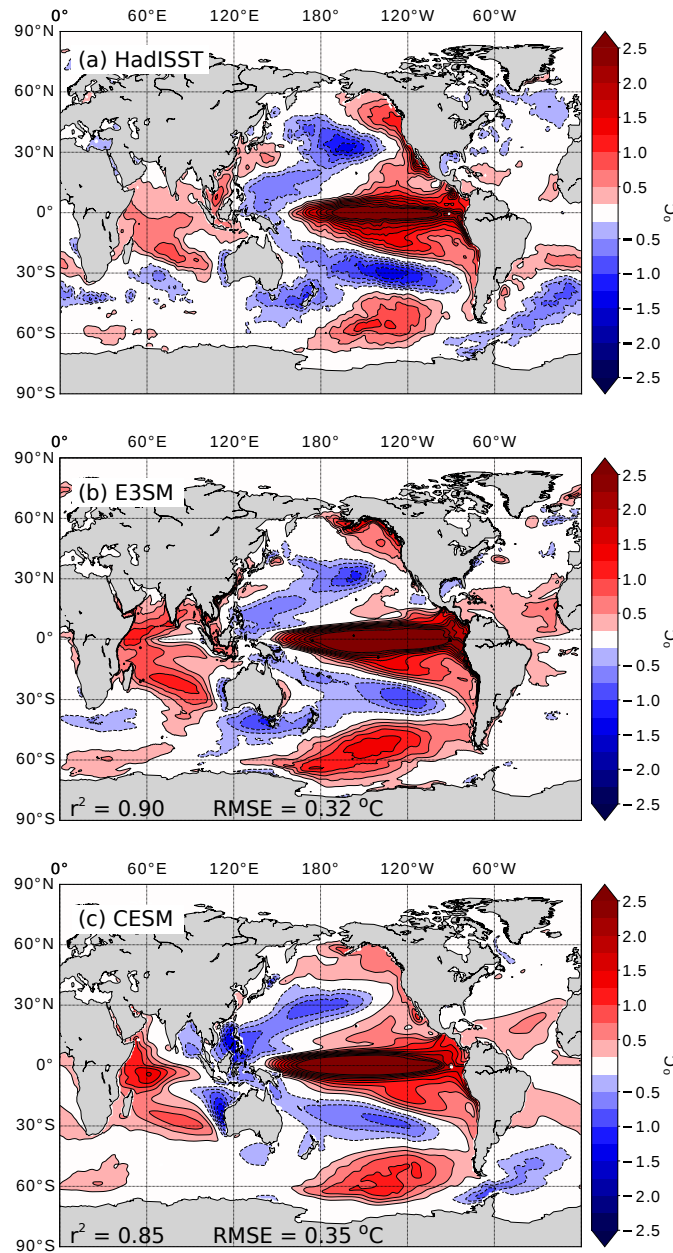 0° 60°E 120°E 180° 120°W 60°W
90°N
(a) HadISST
60°N
30°N
0°
30°S
60°S
90°S
2.5
2.0
1.5
1.0
0.5
−0.5
−1.0
−1.5
−2.0
−2.5
°C
0° 60°E 120°E 180° 120°W 60°W
90°N
(b) E3SM
60°N
30°N
0°
30°S
60°S
90°S
r² = 0.90 RMSE = 0.32 °C
2.5
2.0
1.5
1.0
0.5
−0.5
−1.0
−1.5
−2.0
−2.5
°C
0° 60°E 120°E 180° 120°W 60°W
90°N
(c) CESM
60°N
30°N
0°
30°S
60°S
90°S
r² = 0.85 RMSE = 0.35 °C
2.5
2.0
1.5
1.0
0.5
−0.5
−1.0
−1.5
−2.0
−2.5
°C